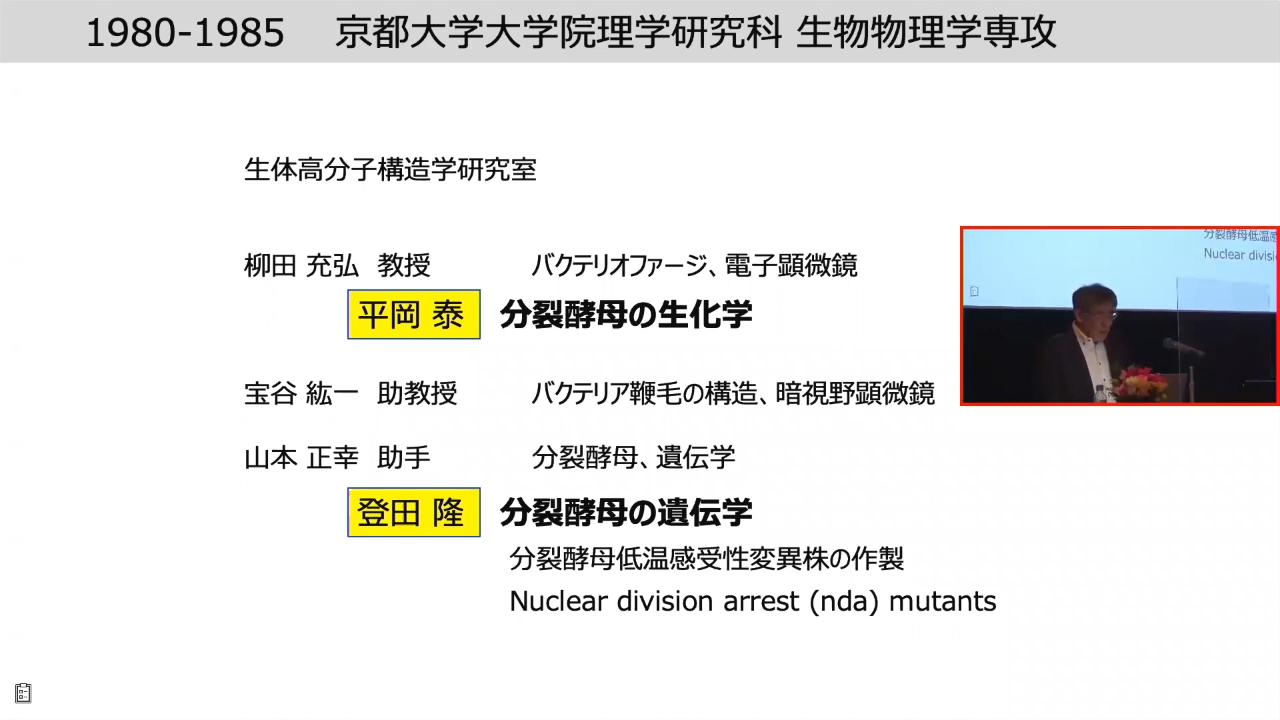 1980-1985 京都大学大学院理学研究科 生物物理学専攻
生体高分子構造学研究室
柳田 充弘 教授 バクテリオファージ、電子顕微鏡
平岡 泰 分裂酵母の生化学
宝谷 紘一 助教授 バクテリア鞭毛の構造、暗視野顕微鏡
山本 正幸 助手 分裂酵母、遺伝学
登田 隆 分裂酵母の遺伝学
分裂酵母低温感受性変異株の作製
Nuclear division arrest (nda) mutants
分裂酵母低温感
Nuclear divisi